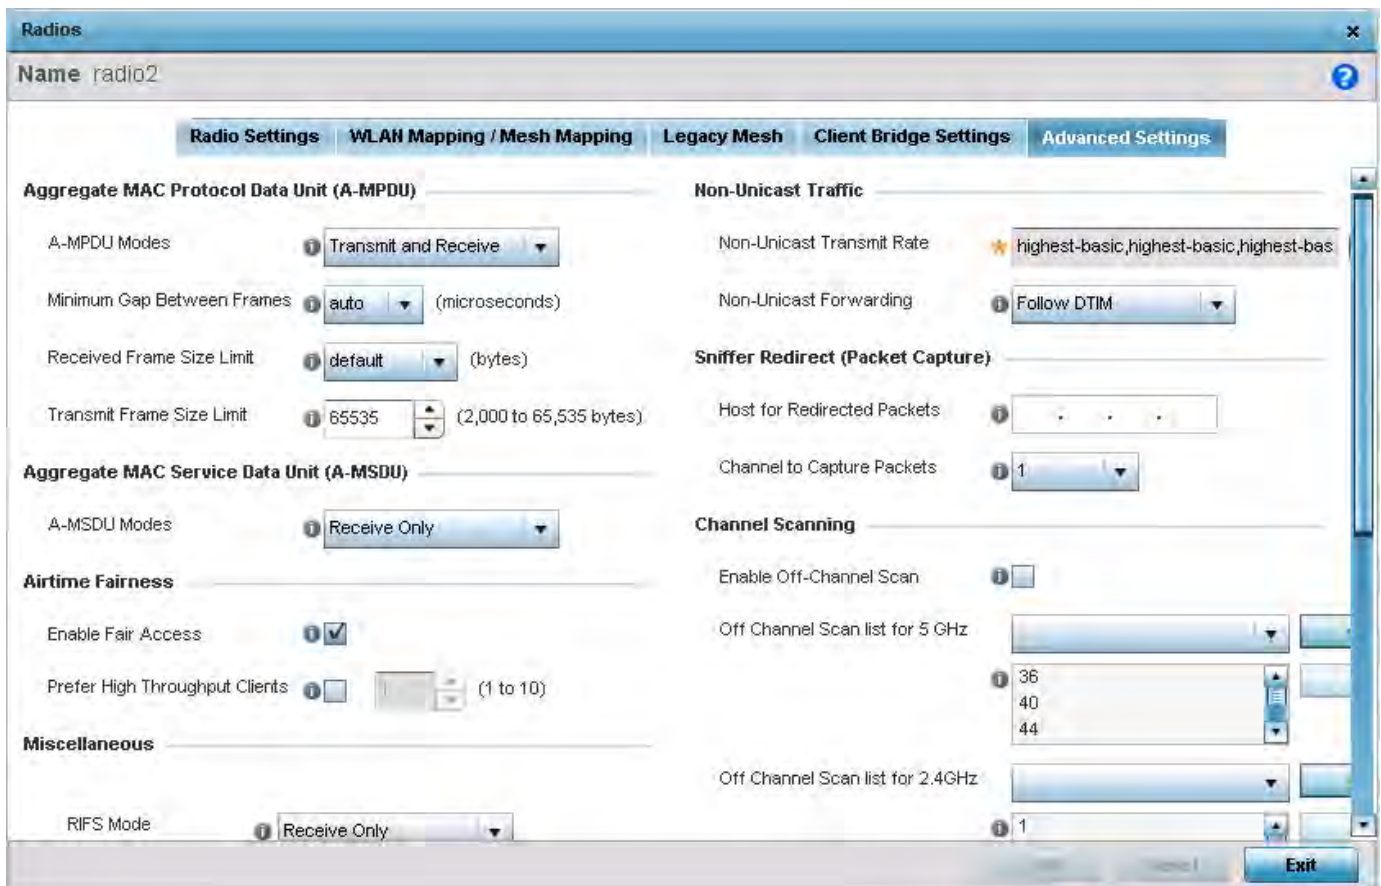 Radios
Name radio2
Radio Settings WLAN Mapping / Mesh Mapping Legacy Mesh Client Bridge Settings Advanced Settings
Aggregate MAC Protocol Data Unit (A-MPDU)
A-MPDU Modes Transmit and Receive
Minimum Gap Between Frames auto (microseconds)
Received Frame Size Limit default (bytes)
Transmit Frame Size Limit 65535 (2,000 to 65,535 bytes)
Aggregate MAC Service Data Unit (A-MSDU)
A-MSDU Modes Receive Only
Airtime Fairness
Enable Fair Access
Prefer High Throughput Clients (1 to 10)
Miscellaneous
RIFS Mode Receive Only
Non-Unicast Traffic
Non-Unicast Transmit Rate highest-basic,highest-basic,highest-bas
Non-Unicast Forwarding Follow DTIM
Sniffer Redirect (Packet Capture)
Host for Redirected Packets . . .
Channel to Capture Packets 1
Channel Scanning
Enable Off-Channel Scan
Off Channel Scan list for 5 GHz
36
40
44
Off Channel Scan list for 2.4GHz
1
Exit